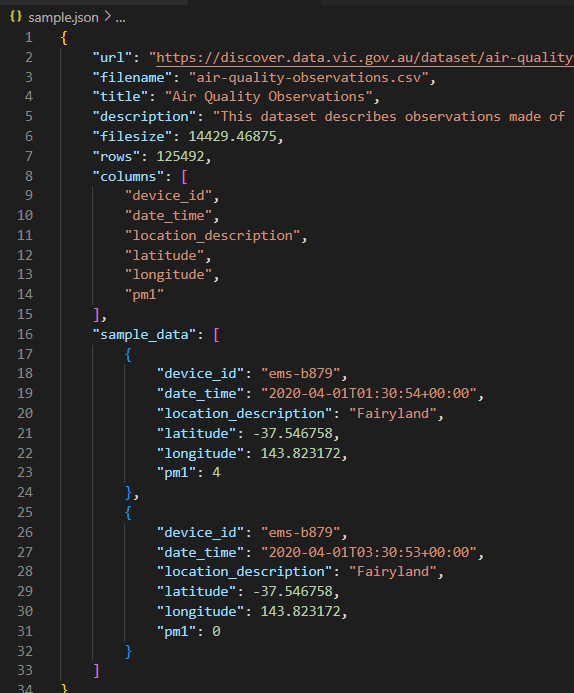 {} sample.json > ...
1 {
2 "url": "https://discover.data.vic.gov.au/dataset/air-quality
3 "filename": "air-quality-observations.csv",
4 "title": "Air Quality Observations",
5 "description": "This dataset describes observations made of
6 "filesize": 14429.46875,
7 "rows": 125492,
8 "columns": [
9 "device_id",
10 "date_time",
11 "location_description",
12 "latitude",
13 "longitude",
14 "pm1"
15 ],
16 "sample_data": [
17 {
18 "device_id": "ems-b879",
19 "date_time": "2020-04-01T01:30:54+00:00",
20 "location_description": "Fairyland",
21 "latitude": -37.546758,
22 "longitude": 143.823172,
23 "pm1": 4
24 },
25 {
26 "device_id": "ems-b879",
27 "date_time": "2020-04-01T03:30:53+00:00",
28 "location_description": "Fairyland",
29 "latitude": -37.546758,
30 "longitude": 143.823172,
31 "pm1": 0
32 }
33 ]
34 }